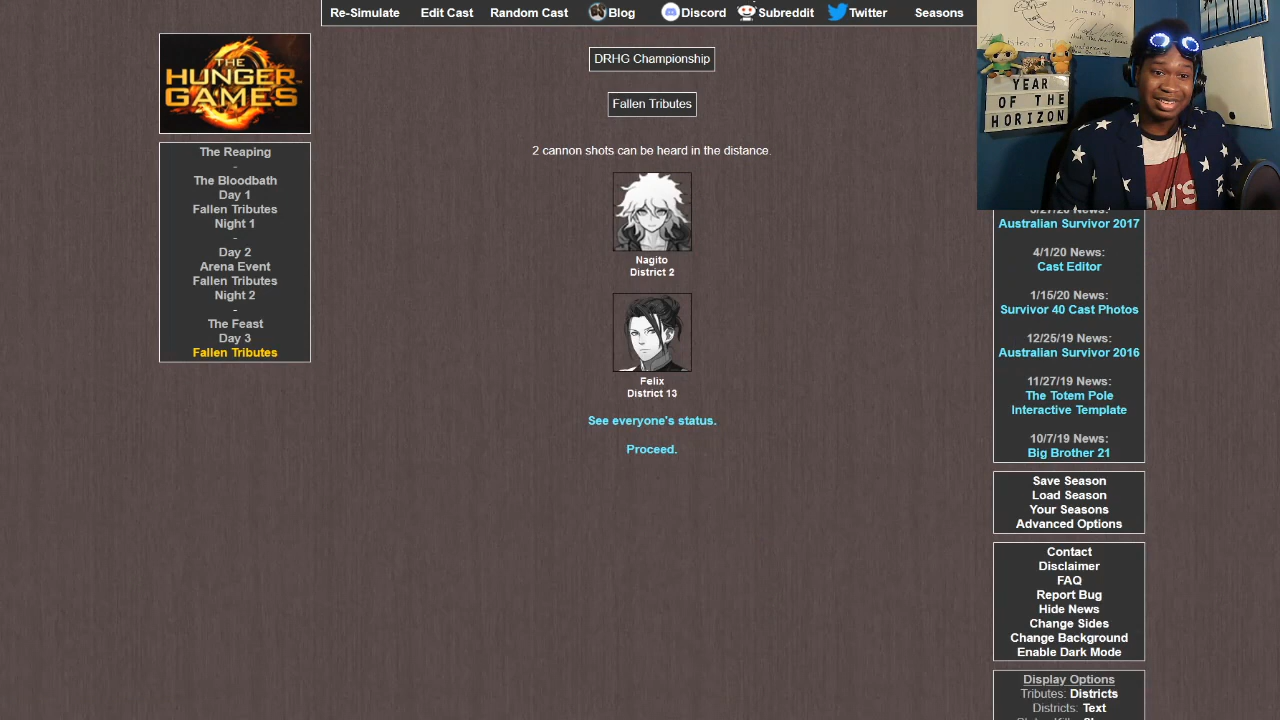 Re-Simulate Edit Cast Random Cast Blog Discord Subreddit Twitter Seasons
THE
HUNGER
GAMES
The Reaping
-
The Bloodbath
Day 1
Fallen Tributes
Night 1
-
Day 2
Arena Event
Fallen Tributes
Night 2
-
The Feast
Day 3
Fallen Tributes
DRHG Championship
Fallen Tributes
2 cannon shots can be heard in the distance.
Nagito
District 2
Felix
District 13
See everyone's status.
Proceed.
YEAR
OF THE
HORIZON
News:
Australian Survivor 2017
4/1/20 News:
Cast Editor
1/15/20 News:
Survivor 40 Cast Photos
12/25/19 News:
Australian Survivor 2016
11/27/19 News:
The Totem Pole
Interactive Template
10/7/19 News:
Big Brother 21
Save Season
Load Season
Your Seasons
Advanced Options
Contact
Disclaimer
FAQ
Report Bug
Hide News
Change Sides
Change Background
Enable Dark Mode
Display Options
Tributes: Districts
Districts: Text